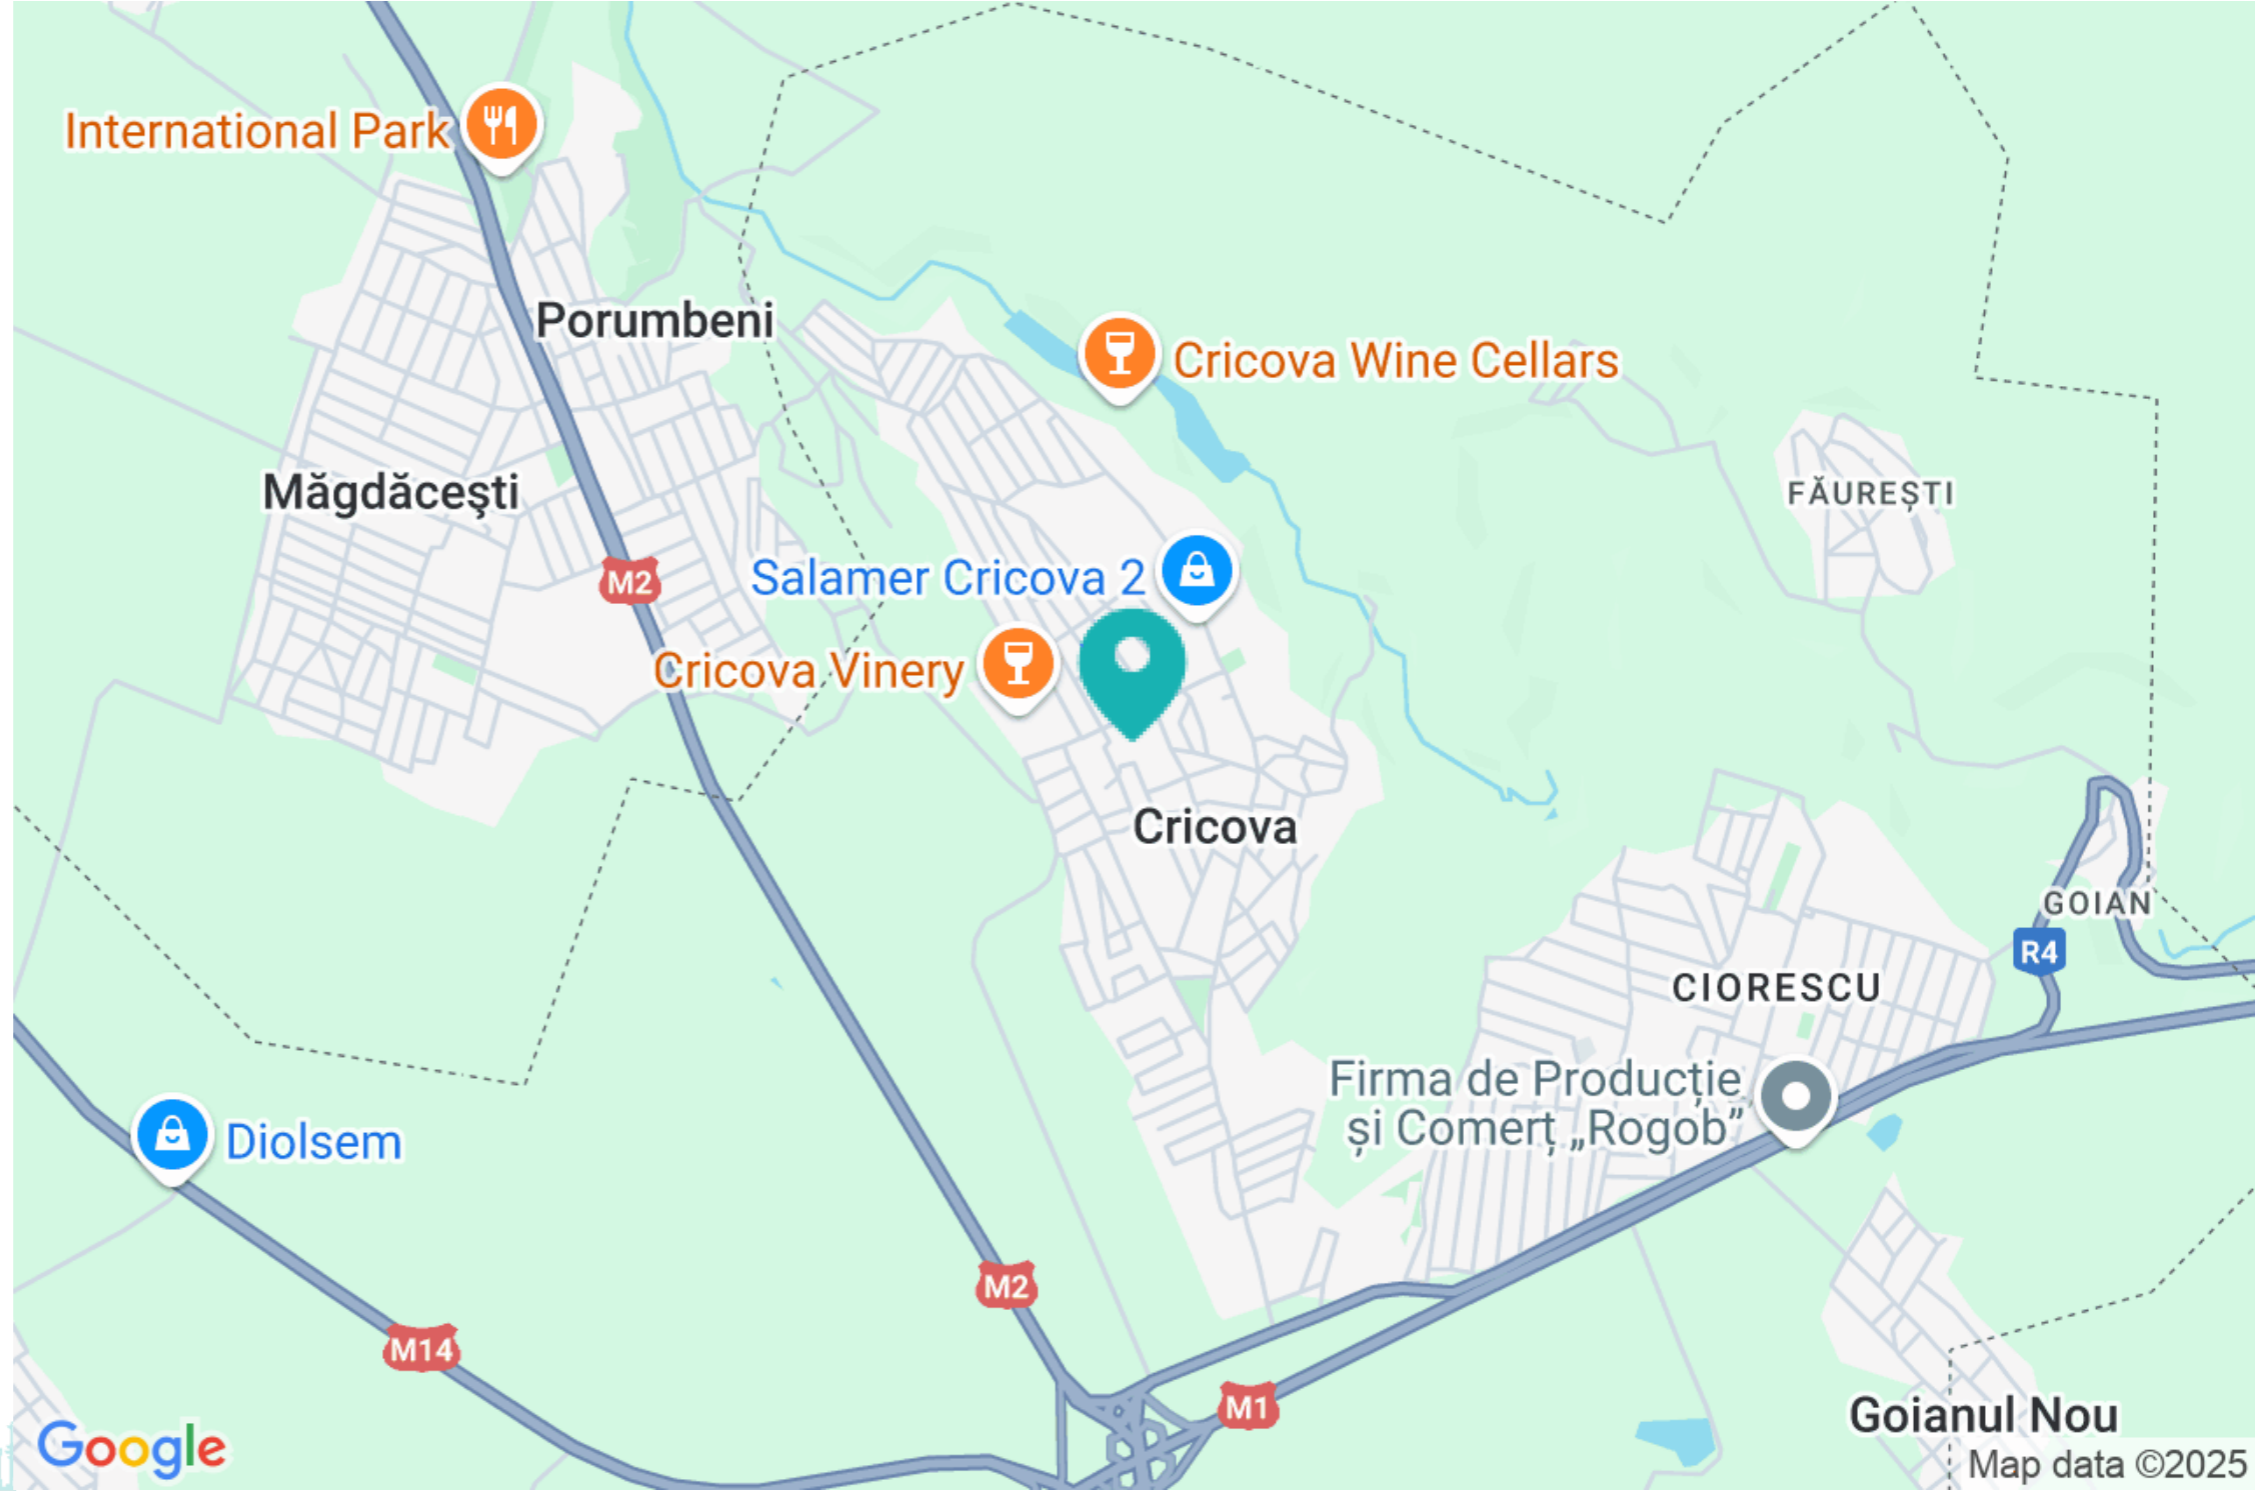 International Park
Porumbeni
Cricova Wine Cellars
Măgdăceşti
FĂUREȘTI
M2
Salamer Cricova 2
Cricova Vinery
Cricova
GOIAN
R4
CIORESCU
Firma de Producție
și Comerț „Rogob”
Diolsem
M2
M14
M1
Goianul Nou
Google
Map data ©2025